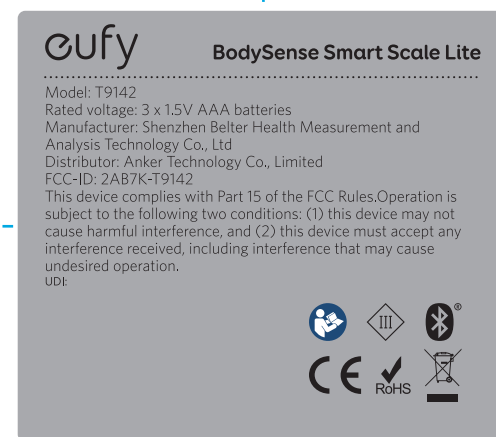 eufy
BodySense Smart Scale Lite
Model: T9142
Rated voltage: 3 x 1.5V AAA batteries
Manufacturer: Shenzhen Belter Health Measurement and
Analysis Technology Co., Ltd
Distributor: Anker Technology Co., Limited
FCC-ID: 2AB7K-T9142
This device complies with Part 15 of the FCC Rules.Operation is
subject to the following two conditions: (1) this device may not
cause harmful interference, and (2) this device must accept any
interference received, including interference that may cause
undesired operation.
UDI:
III
®
CE
RoHS